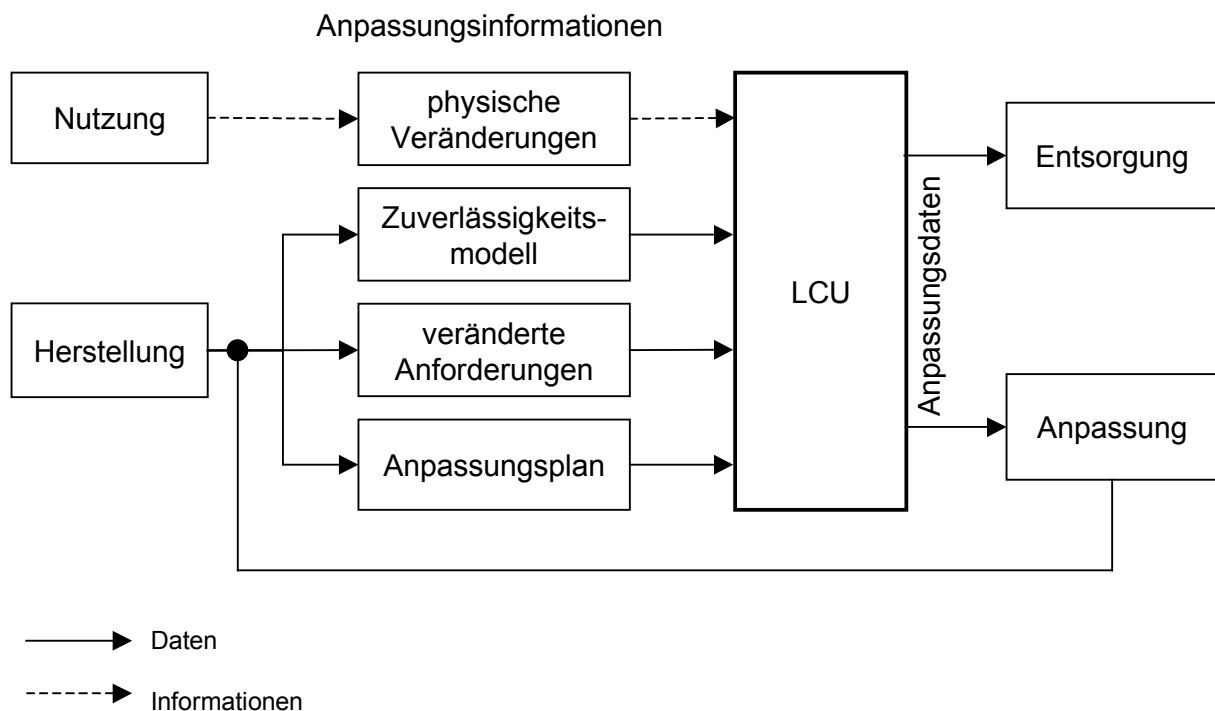 Anpassungsinformationen
Nutzung
physische
Veränderungen
Zuverlässigkeits-
modell
Herstellung
veränderte
Anforderungen
Anpassungsplan
LCU
Anpassungsdaten
Entsorgung
Anpassung
Daten
Informationen